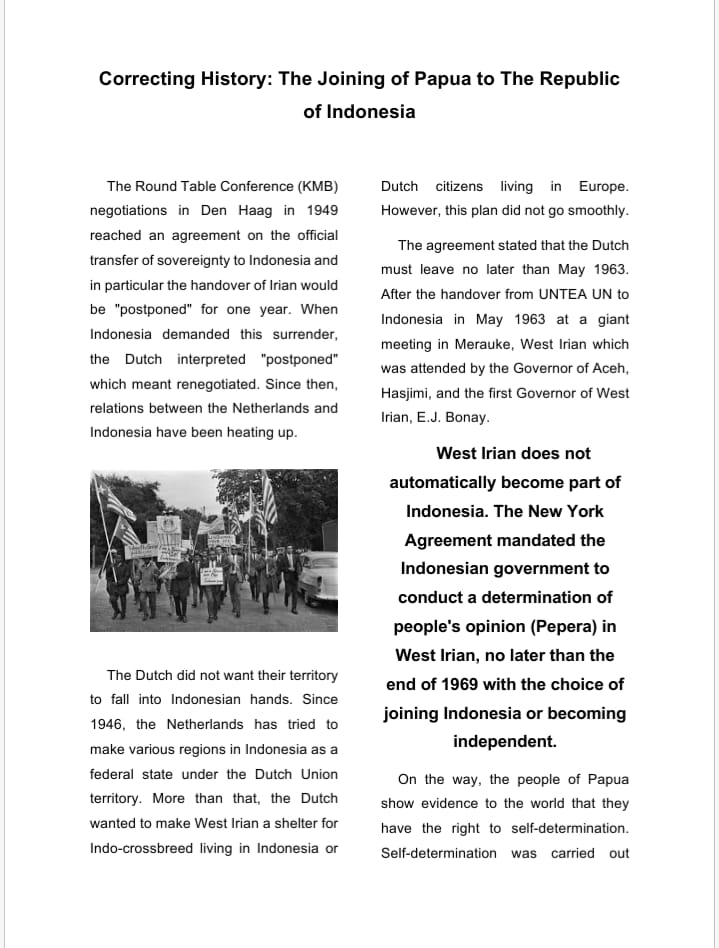 Correcting History: The Joining of Papua to The Republic
of Indonesia
The Round Table Conference (KMB)
negotiations in Den Haag in 1949
reached an agreement on the official
transfer of sovereignty to Indonesia and
in particular the handover of Irian would
be "postponed" for one year. When
Indonesia demanded this surrender,
the Dutch interpreted "postponed"
which meant renegotiated. Since then,
relations between the Netherlands and
Indonesia have been heating up.
The Dutch did not want their territory
to fall into Indonesian hands. Since
1946, the Netherlands has tried to
make various regions in Indonesia as a
federal state under the Dutch Union
territory. More than that, the Dutch
wanted to make West Irian a shelter for
Indo-crossbreed living in Indonesia or
Dutch citizens living in Europe.
However, this plan did not go smoothly.
The agreement stated that the Dutch
must leave no later than May 1963.
After the handover from UNTEA UN to
Indonesia in May 1963 at a giant
meeting in Merauke, West Irian which
was attended by the Governor of Aceh,
Hasjimi, and the first Governor of West
Irian, E.J. Bonay.
West Irian does not
automatically become part of
Indonesia. The New York
Agreement mandated the
Indonesian government to
conduct a determination of
people's opinion (Pepera) in
West Irian, no later than the
end of 1969 with the choice of
joining Indonesia or becoming
independent.
On the way, the people of Papua
show evidence to the world that they
have the right to self-determination.
Self-determination was carried out